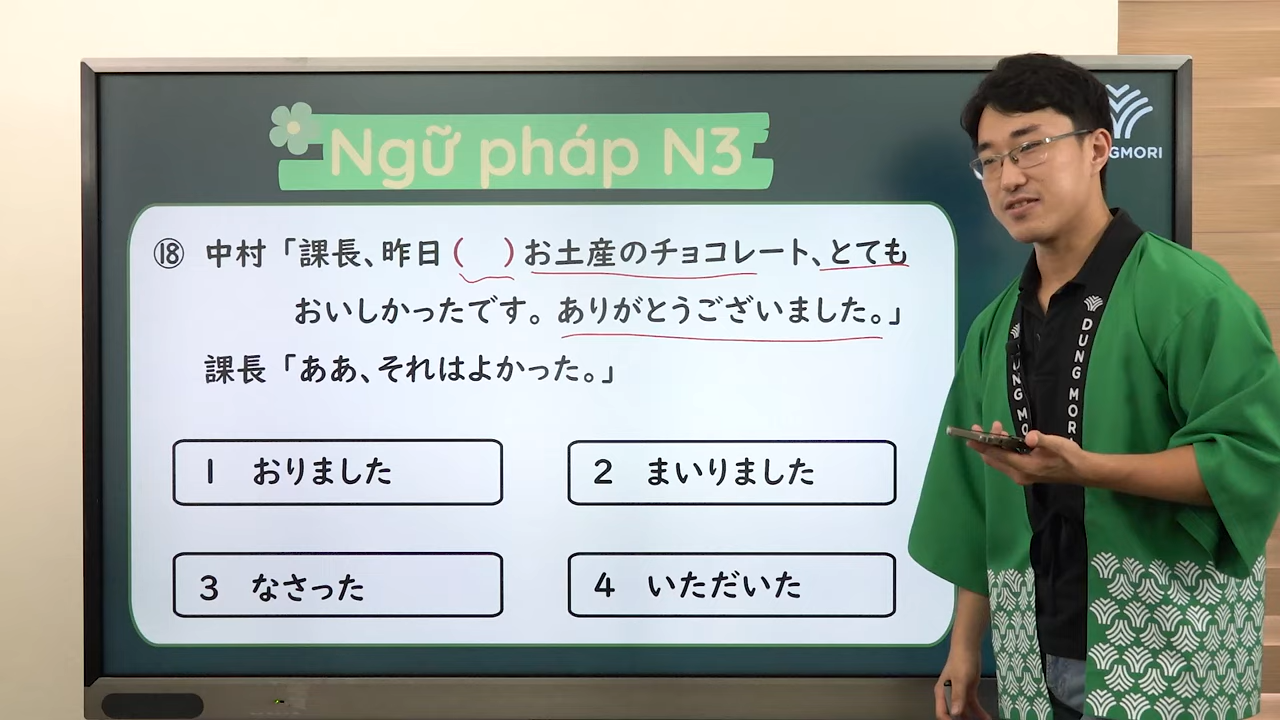 Ngữ pháp N3
GMORI
⑱ 中村「課長、昨日（　）お土産のチョコレート、とても
おいしかったです。ありがとうございました。」
課長「ああ、それはよかった。」
1 おりました
2 まいりました
3 なさった
4 いただいた
DUNG MORI
UNG MO